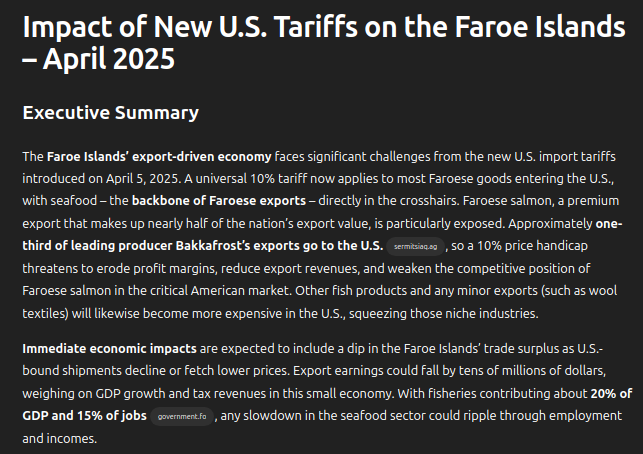 Impact of New U.S. Tariffs on the Faroe Islands
– April 2025
Executive Summary
The Faroe Islands’ export-driven economy faces significant challenges from the new U.S. import tariffs
introduced on April 5, 2025. A universal 10% tariff now applies to most Faroese goods entering the U.S.,
with seafood – the backbone of Faroese exports – directly in the crosshairs. Faroese salmon, a premium
export that makes up nearly half of the nation’s export value, is particularly exposed. Approximately one-
third of leading producer Bakkafrost’s exports go to the U.S. sermitsiaq.ag , so a 10% price handicap
threatens to erode profit margins, reduce export revenues, and weaken the competitive position of
Faroese salmon in the critical American market. Other fish products and any minor exports (such as wool
textiles) will likewise become more expensive in the U.S., squeezing those niche industries.
Immediate economic impacts are expected to include a dip in the Faroe Islands’ trade surplus as U.S.-
bound shipments decline or fetch lower prices. Export earnings could fall by tens of millions of dollars,
weighing on GDP growth and tax revenues in this small economy. With fisheries contributing about 20% of
GDP and 15% of jobs government.fo , any slowdown in the seafood sector could ripple through employment
and incomes.